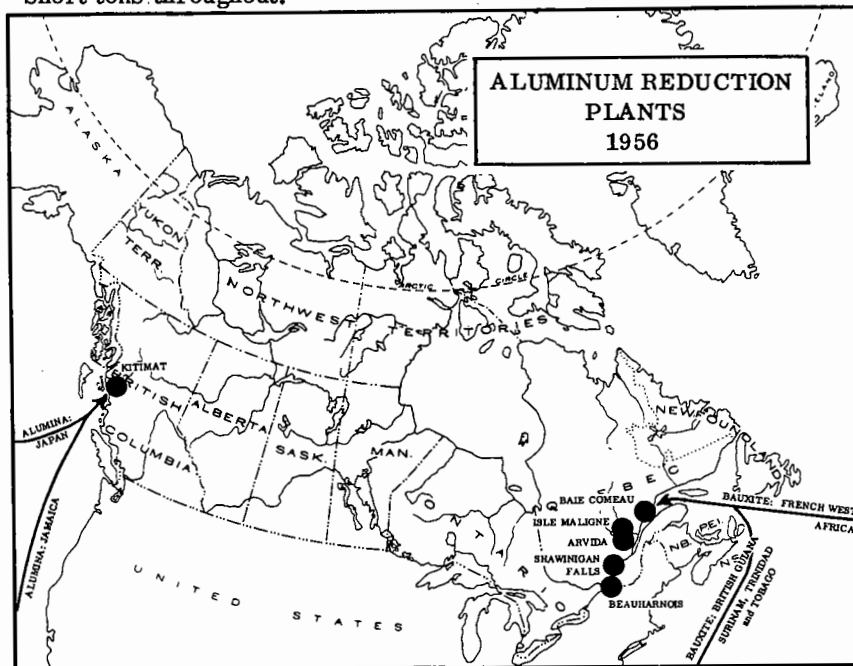 short tons throughout.
ALUMINUM REDUCTION
PLANTS
1956
ALASKA
YUKON
TERR.
ARCTIC CIRCLE
NORTHWEST TERRITORIES
KITIMAT
BRITISH
COLUMBIA
ALBERTA
SASK.
MAN.
ONTARIO
QUEBEC
NEWFOUNDLAND
ALUMINA:
JAPAN
ALUMINA: JAMAICA
BAIE COMEAU
ISLE MALIGNE
ARVIDA
SHAWINIGAN
FALLS
BEAUHARNOIS
N.B.
P.E.I.
BAUXITE: FRENCH WEST
AFRICA
BAUXITE: BRITISH GUIANA
SURINAM, TRINIDAD
and TOBAGO
UNITED STATES